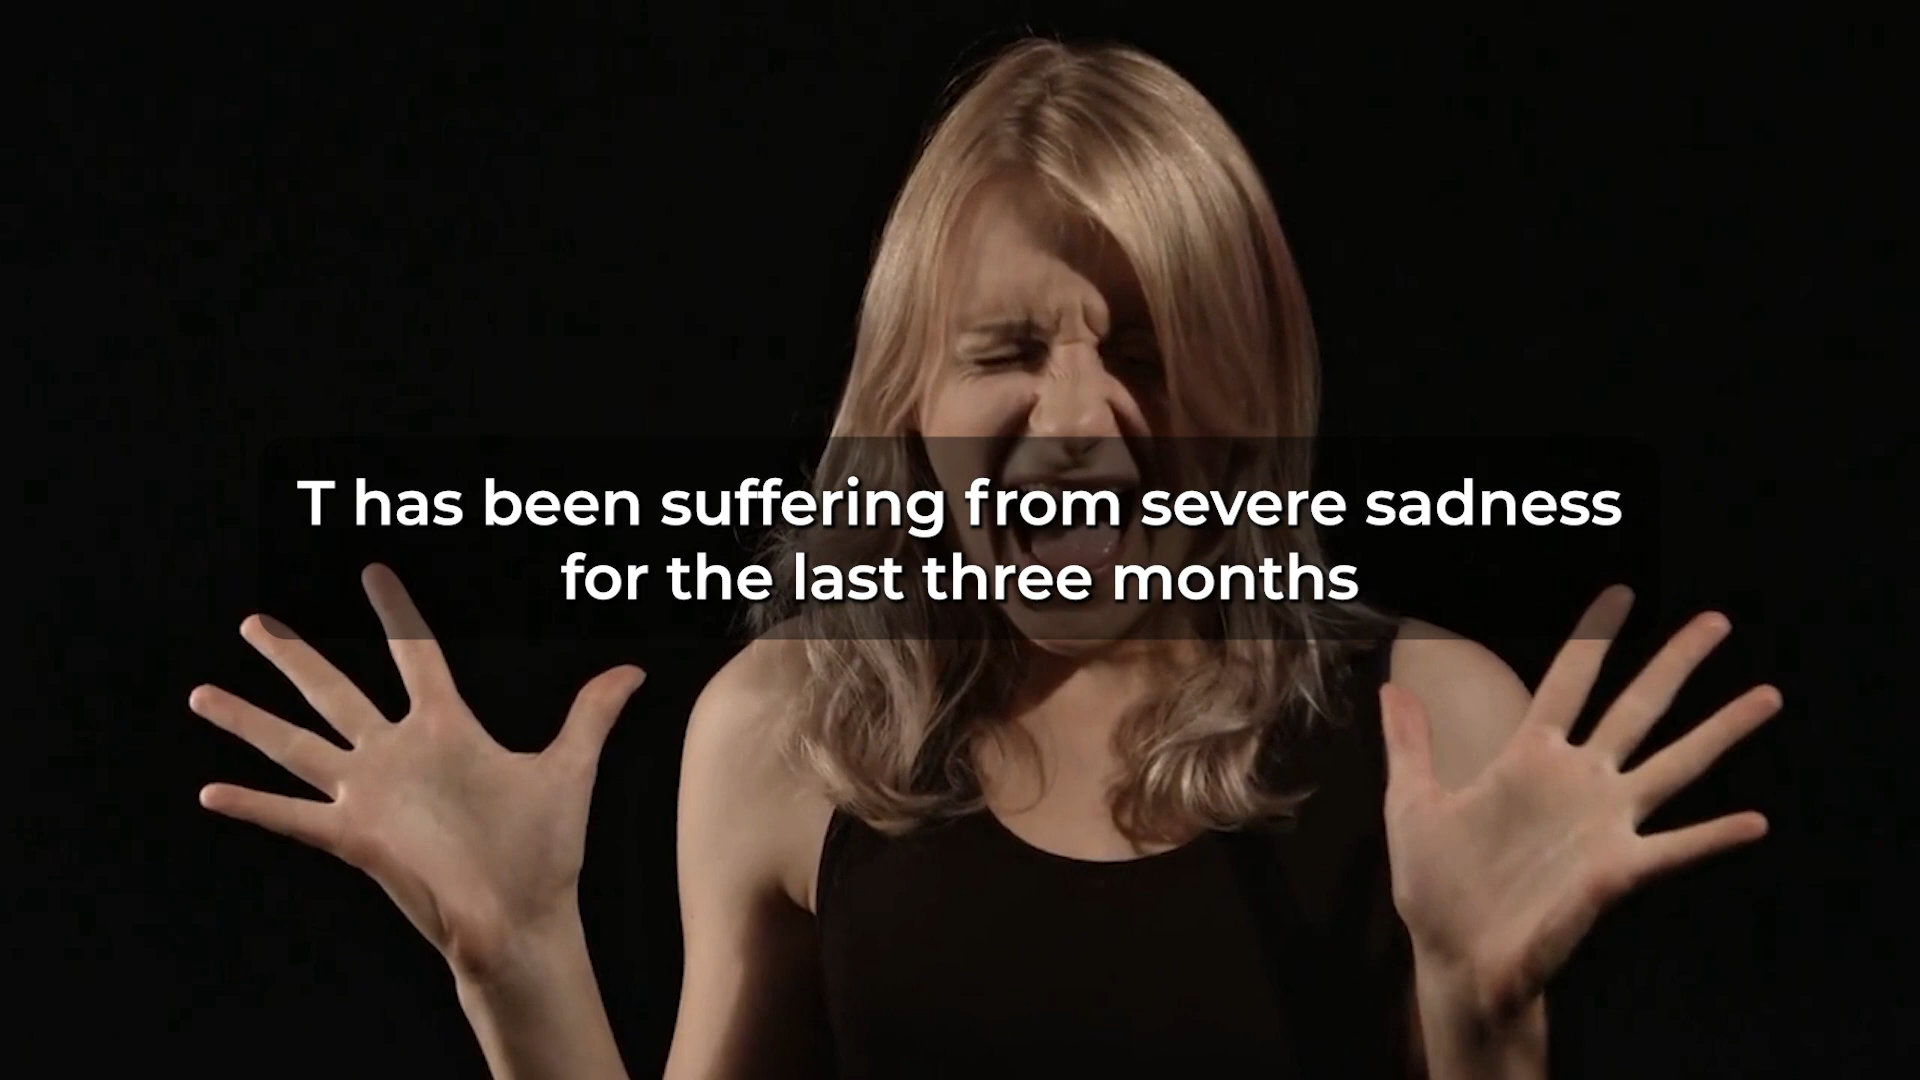 T has been suffering from severe sadness
for the last three months